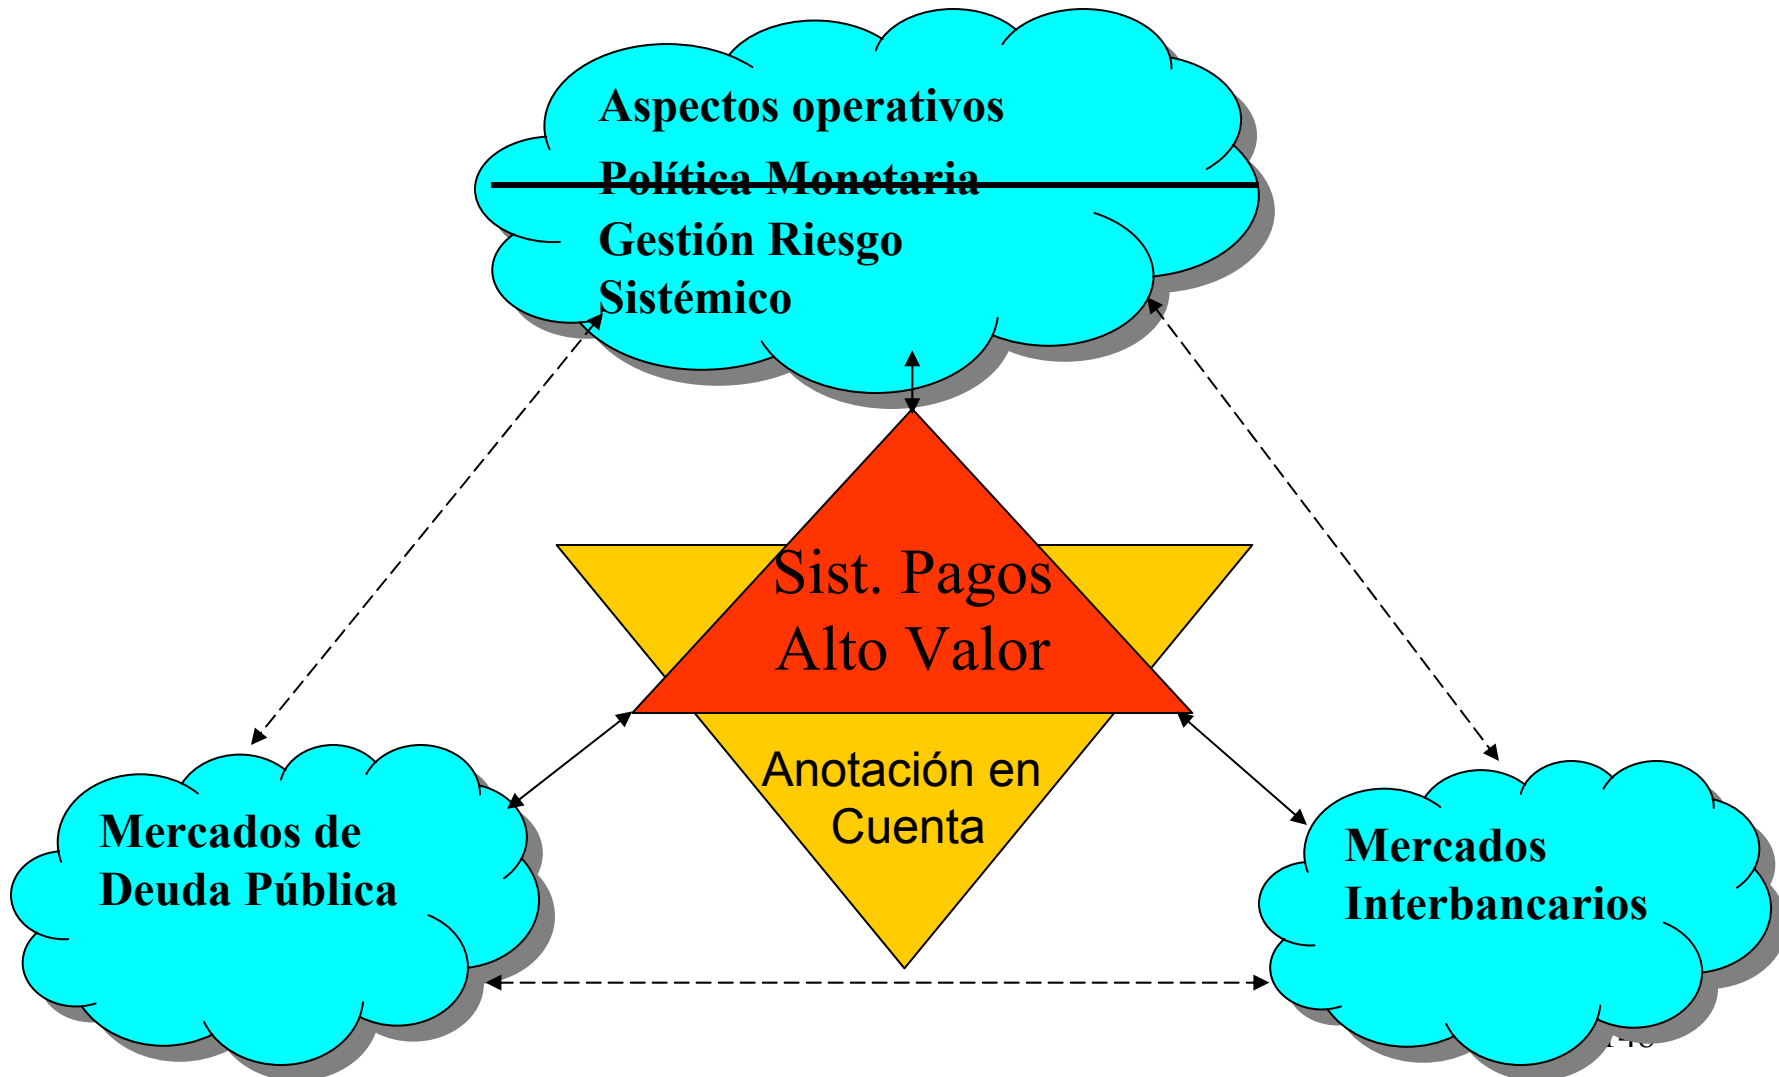 Aspectos operativos
Política Monetaria
Gestión Riesgo
Sistémico
Sist. Pagos
Alto Valor
Anotación en
Cuenta
Mercados de
Deuda Pública
Mercados
Interbancarios